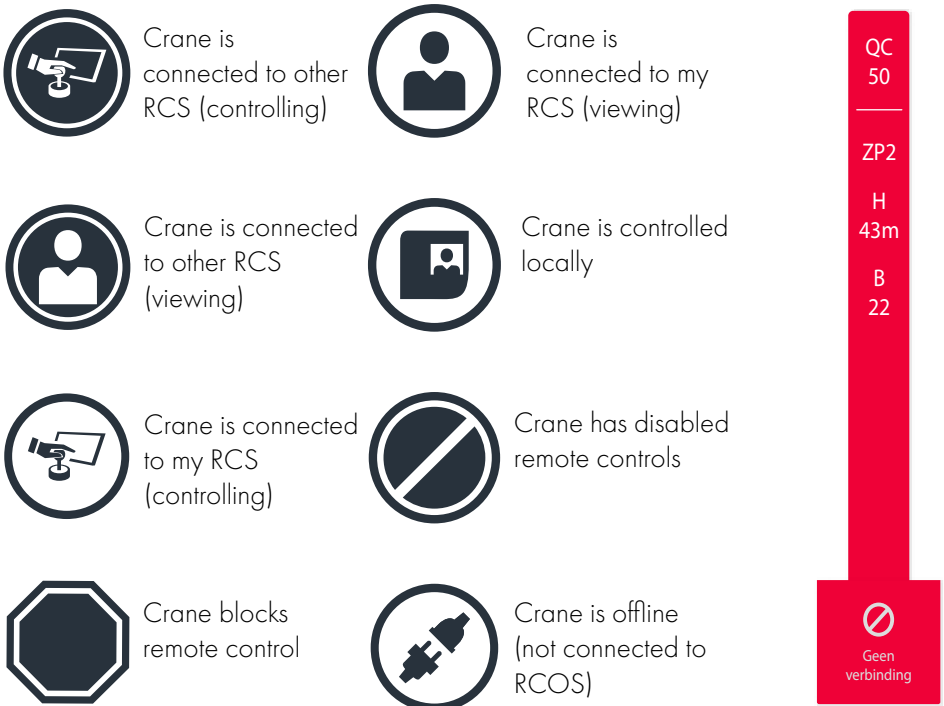 Crane is
connected to other
RCS (controlling)
Crane is
connected to my
RCS (viewing)
Crane is connected
to other RCS
(viewing)
Crane is controlled
locally
Crane is connected
to my RCS
(controlling)
Crane has disabled
remote controls
Crane blocks
remote control
Crane is offline
(not connected to
RCOS)
QC
50
ZP2
H
43m
B
22
Geen
verbinding